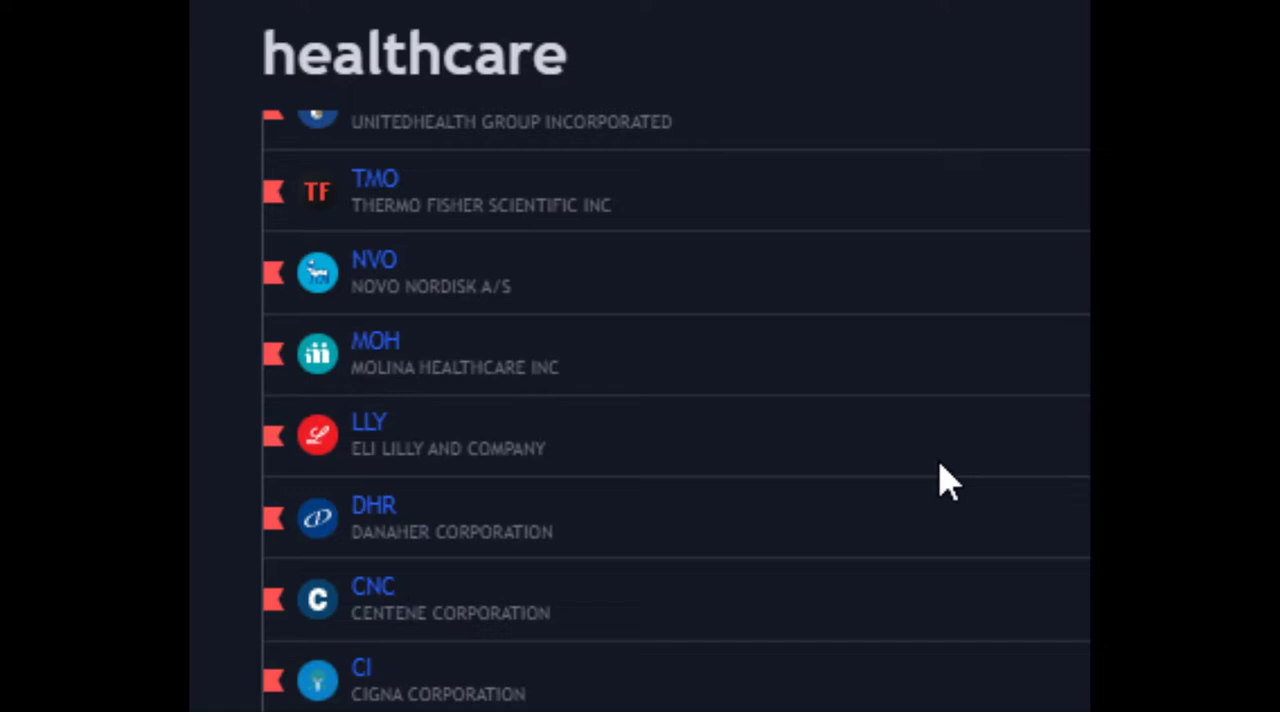 healthcare
UNITEDHEALTH GROUP INCORPORATED
TF
TMO
THERMO FISHER SCIENTIFIC INC
NVO
NOVO NORDISK A/S
MOH
MOLINA HEALTHCARE INC
LLY
ELI LILLY AND COMPANY
DHR
DANAHER CORPORATION
C
CNC
CENTENE CORPORATION
CI
CIGNA CORPORATION